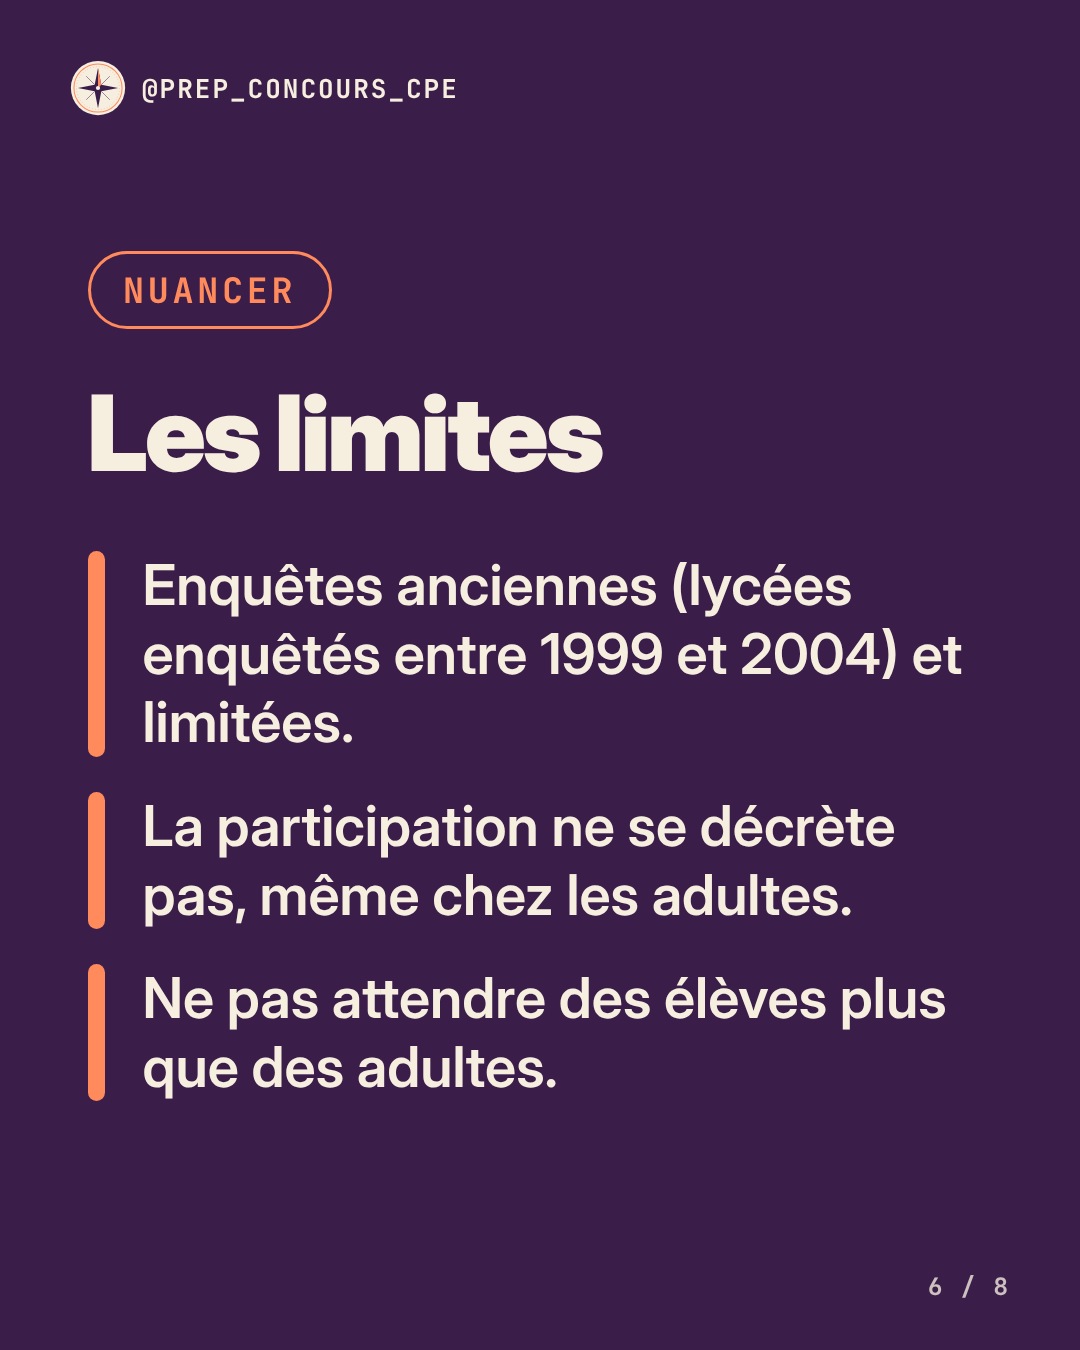 @PREP_CONCOURS_CPE
NUANCER
Les limites
Enquêtes anciennes (lycées
enquêtés entre 1999 et 2004) et
limitées.
La participation ne se décrète
pas, même chez les adultes.
Ne pas attendre des élèves plus
que des adultes.
6 / 8